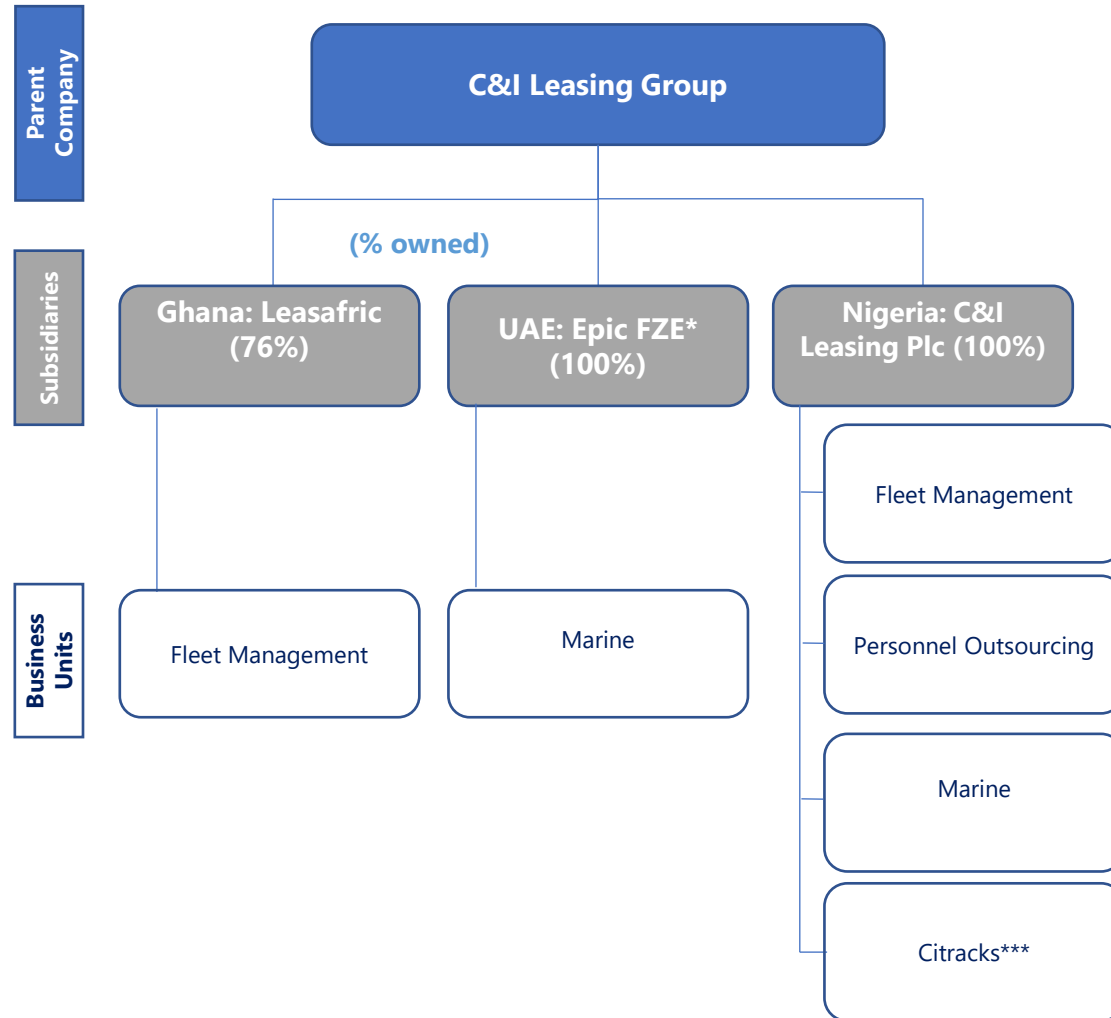 Parent
Company
C&I Leasing Group
(% owned)
Subsidiaries
Ghana: Leasafric
(76%)
UAE: Epic FZE*
(100%)
Nigeria: C&I
Leasing Plc (100%)
Business
Units
Fleet Management
Marine
Fleet Management
Personnel Outsourcing
Marine
Citracks***